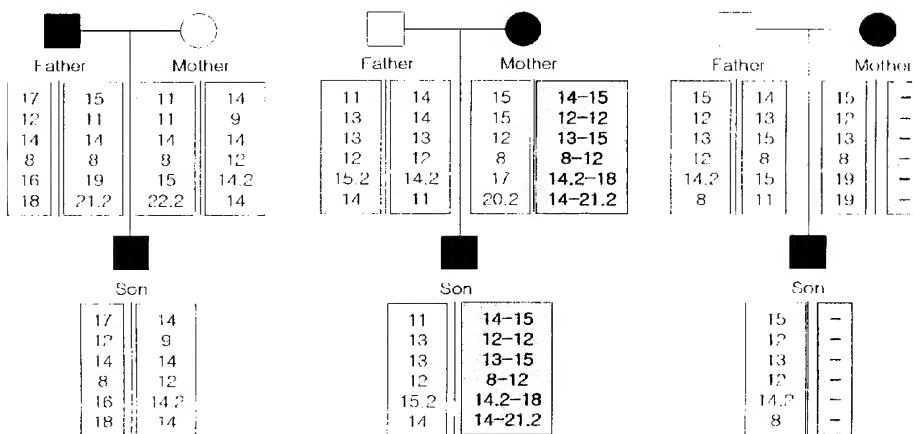 Father Mother Father Mother Father Mother
17 15 11 14 11 14 15 14–15 15 14 15 –
12 11 11 9 13 14 15 12–12 12 13 12 –
14 14 14 14 13 13 12 13–15 13 15 13 –
8 8 8 12 12 12 8 8–12 12 8 8 –
16 19 15 14.2 15.2 14.2 17 14.2–18 14.2 15 19 –
18 21.2 22.2 14 14 11 20.2 14–21.2 8 11 19 –
Son Son Son
17 14 11 14–15 15 –
12 9 13 12–12 12 –
14 14 13 13–15 13 –
8 12 12 8–12 12 –
16 14.2 15.2 14.2–18 14.2 –
18 14 14 14–21.2 8 –